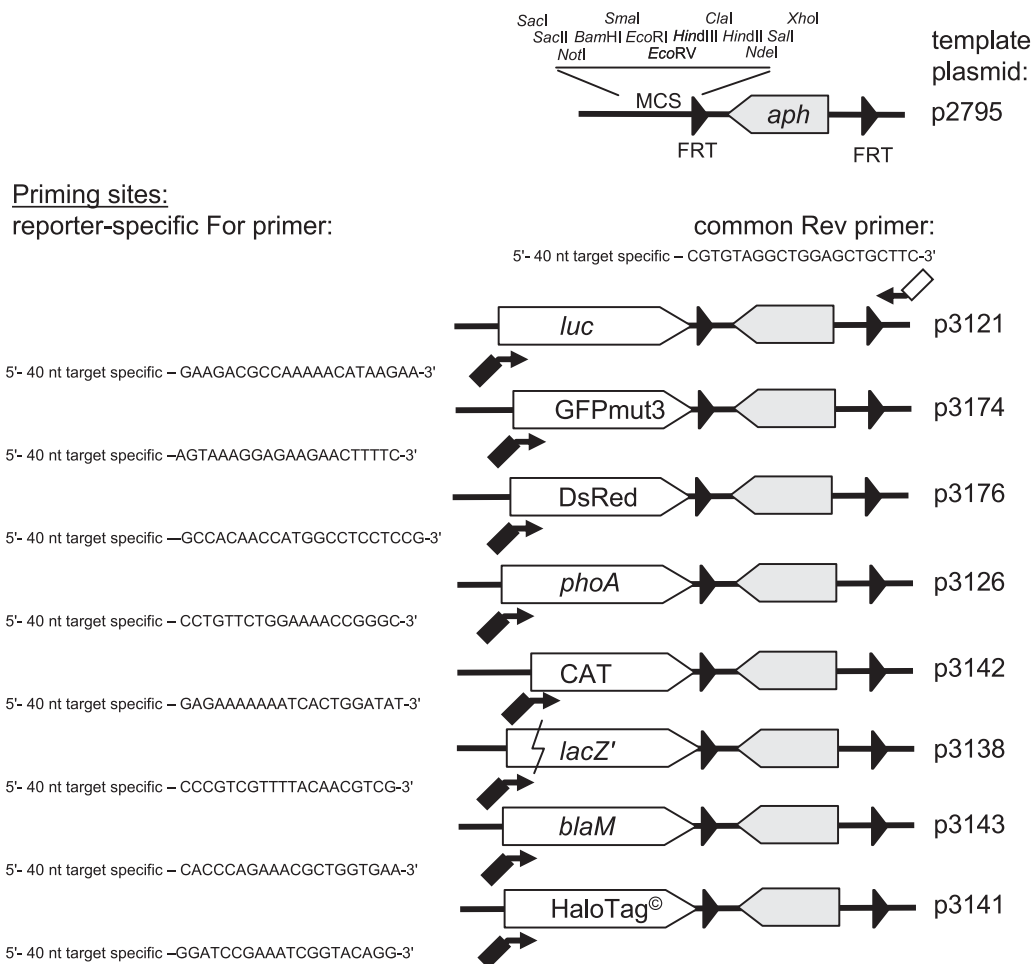 SacI SmaI ClaI XhoI
SacII BamHI EcoRI HindIII HindII SalI
NotI EcoRV NdeI
template
plasmid:
MCS
aph
p2795
FRT FRT
Priming sites:
reporter-specific For primer:
common Rev primer:
5'- 40 nt target specific – CGTGTAGGCTGGAGCTGCTTC-3'
luc
p3121
5'- 40 nt target specific – GAAGACGCCAAAAACATAAGAA-3'
GFPmut3
p3174
5'- 40 nt target specific –AGTAAAGGAGAAGAACTTTTC-3'
DsRed
p3176
5'- 40 nt target specific —GCCACAACCATGGCCTCCTCCG-3'
phoA
p3126
5'- 40 nt target specific – CCTGTTCTGGAAAACCGGGC-3'
CAT
p3142
5'- 40 nt target specific – GAGAAAAAAATCACTGGATAT-3'
lacZ'
p3138
5'- 40 nt target specific – CCCGTCGTTTTACAACGTCG-3'
blaM
p3143
5'- 40 nt target specific – CACCCAGAAACGCTGGTGAA-3'
HaloTag©
p3141
5'- 40 nt target specific –GGATCCGAAATCGGTACAGG-3'